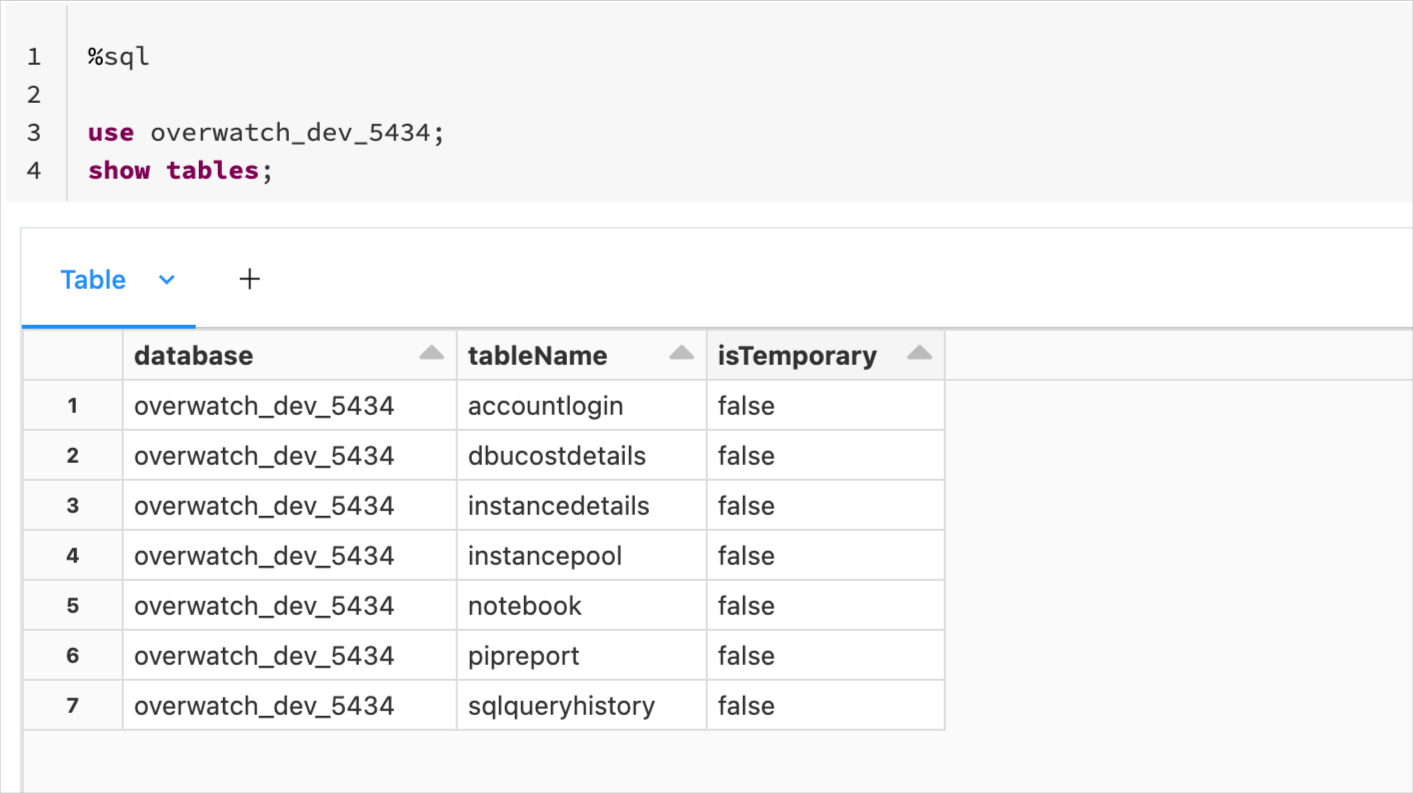 1 %sql
2
3 use overwatch_dev_5434;
4 show tables;
Table +
database tableName isTemporary
1 overwatch_dev_5434 accountlogin false
2 overwatch_dev_5434 dbucostdetails false
3 overwatch_dev_5434 instancedetails false
4 overwatch_dev_5434 instancepool false
5 overwatch_dev_5434 notebook false
6 overwatch_dev_5434 pipreport false
7 overwatch_dev_5434 sqlqueryhistory false